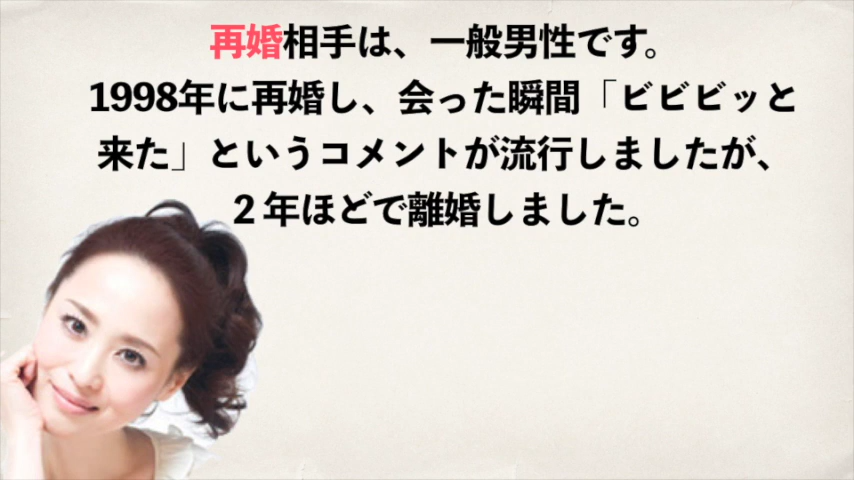 再婚相手は、一般男性です。
1998年に再婚し、会った瞬間「ビビビッと
来た」というコメントが流行しましたが、
２年ほどで離婚しました。